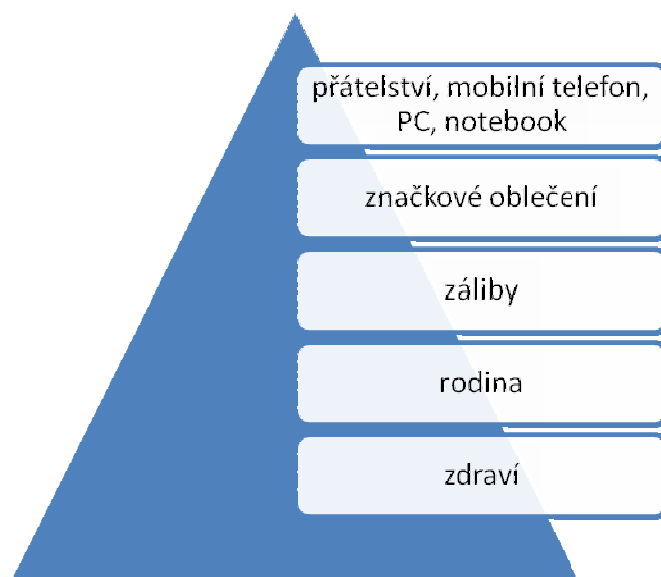 přátelství, mobilní telefon,
PC, notebook
značkové oblečení
záliby
rodina
zdraví